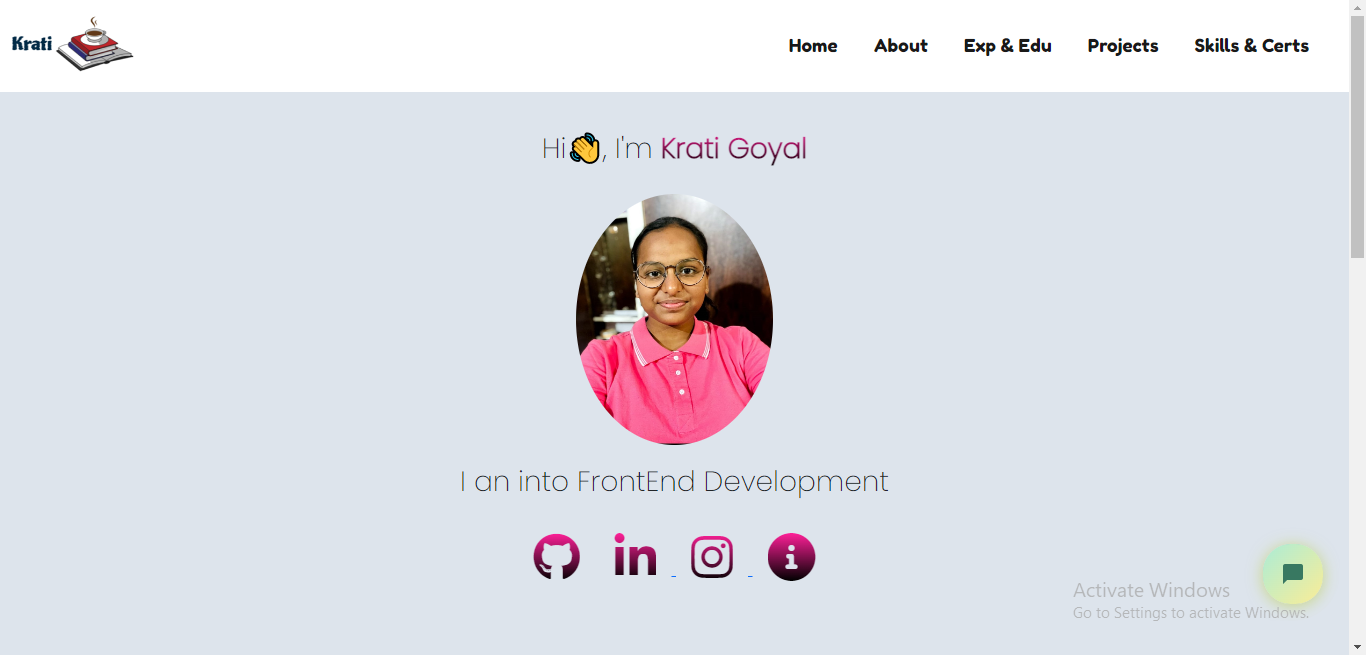 Krati
Home About Exp & Edu Projects Skills & Certs
Hi👋, I'm Krati Goyal
I an into FrontEnd Development
in
i
Activate Windows
Go to Settings to activate Windows.